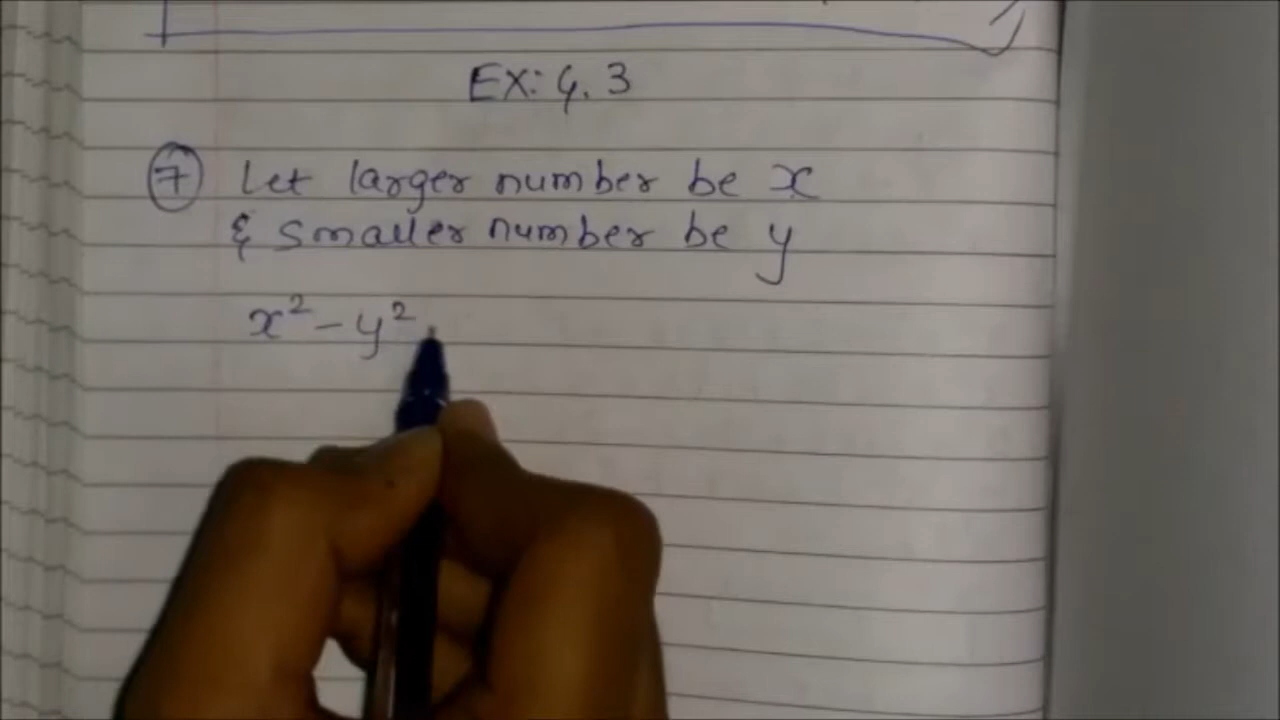 EX: 4.3
7 Let larger number be x
& smaller number be y
x² - y²